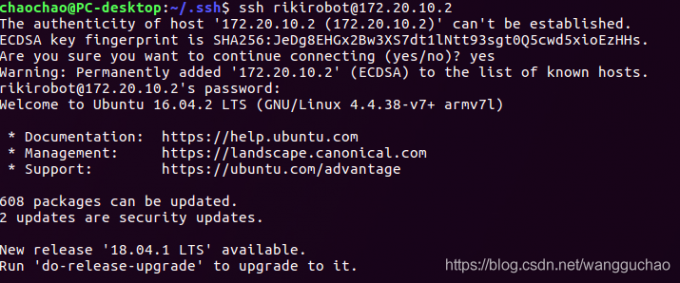 chaochao@PC-desktop:~/.ssh$ ssh rikirobot@172.20.10.2
The authenticity of host '172.20.10.2 (172.20.10.2)' can't be established.
ECDSA key fingerprint is SHA256:JeDg8EHGx2Bw3XS7dt1lNtt93sgt0Q5cwd5xioEzHHs.
Are you sure you want to continue connecting (yes/no)? yes
Warning: Permanently added '172.20.10.2' (ECDSA) to the list of known hosts.
rikirobot@172.20.10.2's password:
Welcome to Ubuntu 16.04.2 LTS (GNU/Linux 4.4.38-v7+ armv7l)
* Documentation: https://help.ubuntu.com
* Management: https://landscape.canonical.com
* Support: https://ubuntu.com/advantage
608 packages can be updated.
2 updates are security updates.
New release '18.04.1 LTS' available.
Run 'do-release-upgrade' to upgrade to it.
https://blog.csdn.net/wangguchao